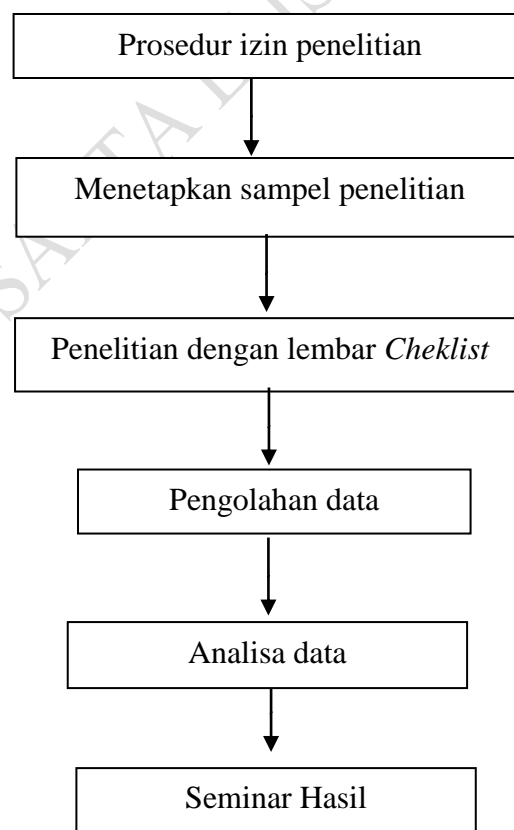 Prosedur izin penelitian
Menetapkan sampel penelitian
Penelitian dengan lembar Cheklist
Pengolahan data
Analisa data
Seminar Hasil